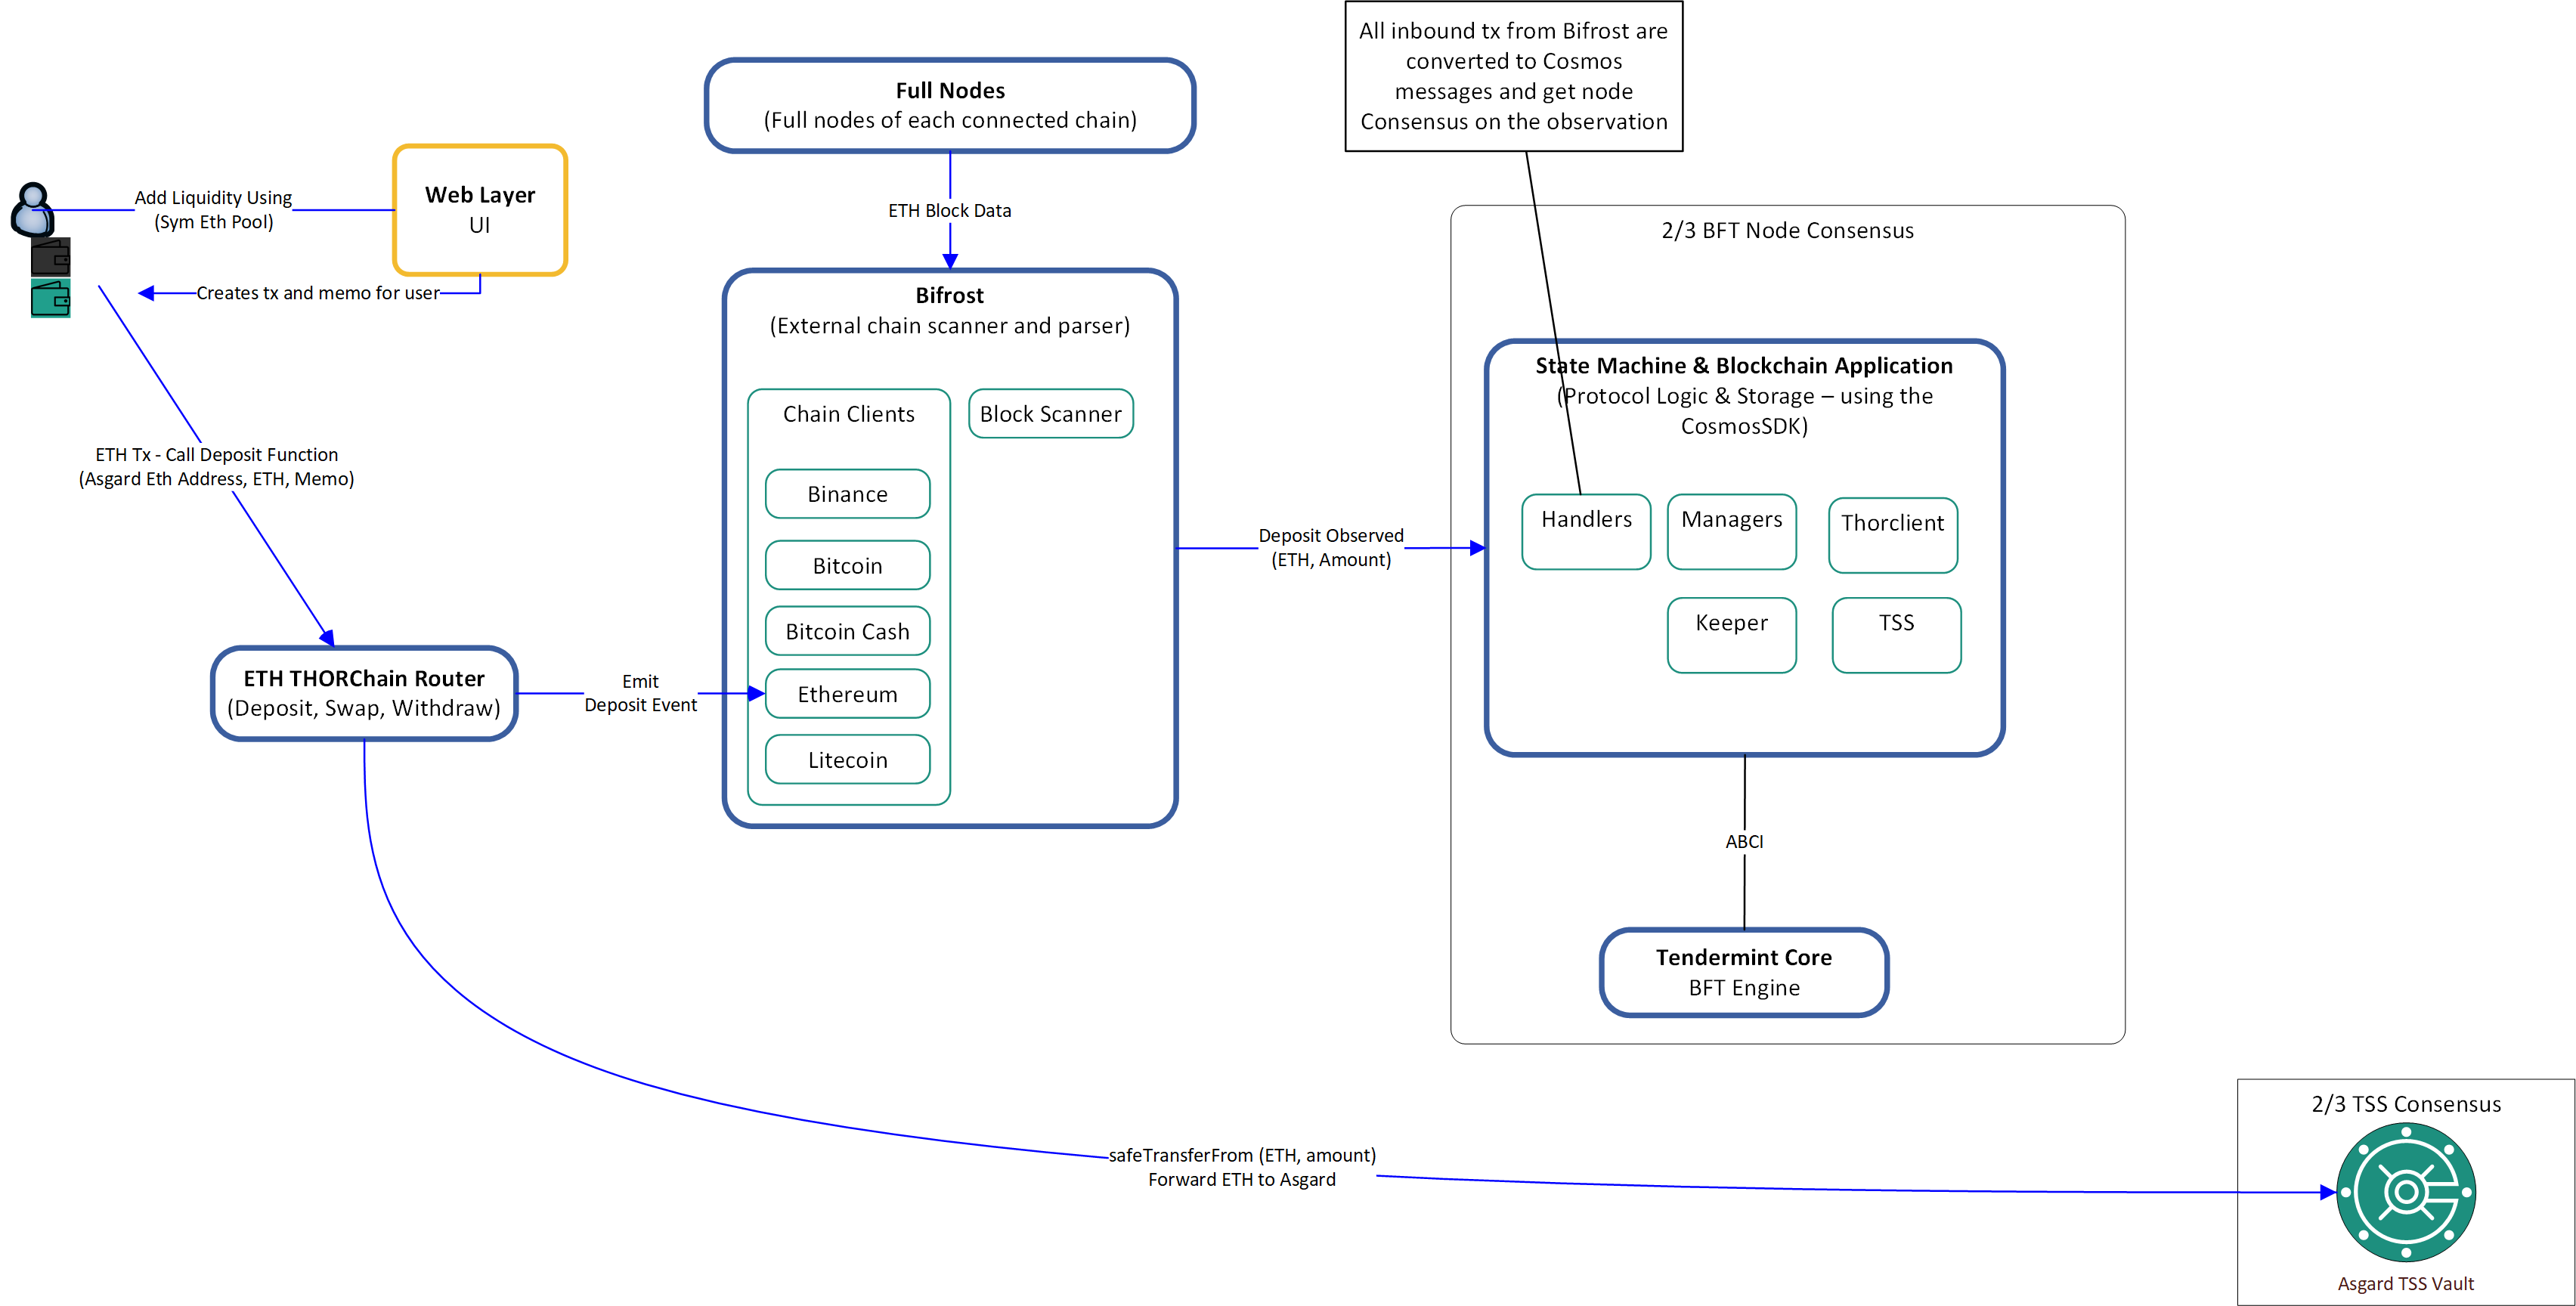 All inbound tx from Bifrost are
converted to Cosmos
messages and get node
Consensus on the observation
Full Nodes
(Full nodes of each connected chain)
Add Liquidity Using
(Sym Eth Pool)
Web Layer
UI
ETH Block Data
2/3 BFT Node Consensus
Creates tx and memo for user
Bifrost
(External chain scanner and parser)
Chain Clients
Block Scanner
Binance
Bitcoin
Bitcoin Cash
Ethereum
Litecoin
State Machine & Blockchain Application
(Protocol Logic & Storage – using the
CosmosSDK)
Handlers
Managers
Thorclient
Keeper
TSS
ETH Tx - Call Deposit Function
(Asgard Eth Address, ETH, Memo)
Deposit Observed
(ETH, Amount)
ETH THORChain Router
(Deposit, Swap, Withdraw)
Emit
Deposit Event
ABCI
Tendermint Core
BFT Engine
safeTransferFrom (ETH, amount)
Forward ETH to Asgard
2/3 TSS Consensus
Asgard TSS Vault